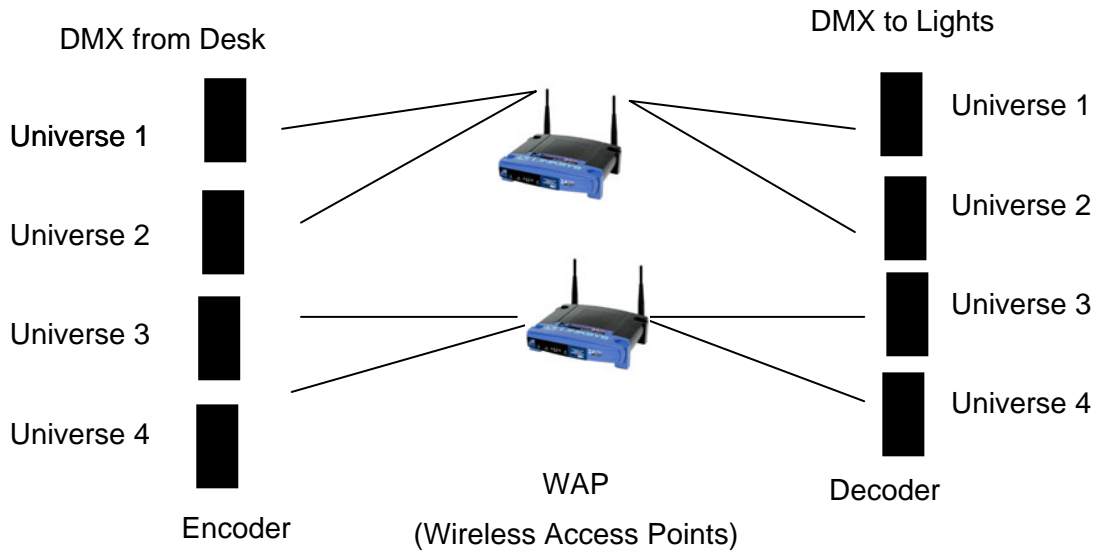 DMX from Desk
DMX to Lights
Universe 1
Universe 2
Universe 3
Universe 4
Encoder
WAP
(Wireless Access Points)
Universe 1
Universe 2
Universe 3
Universe 4
Decoder